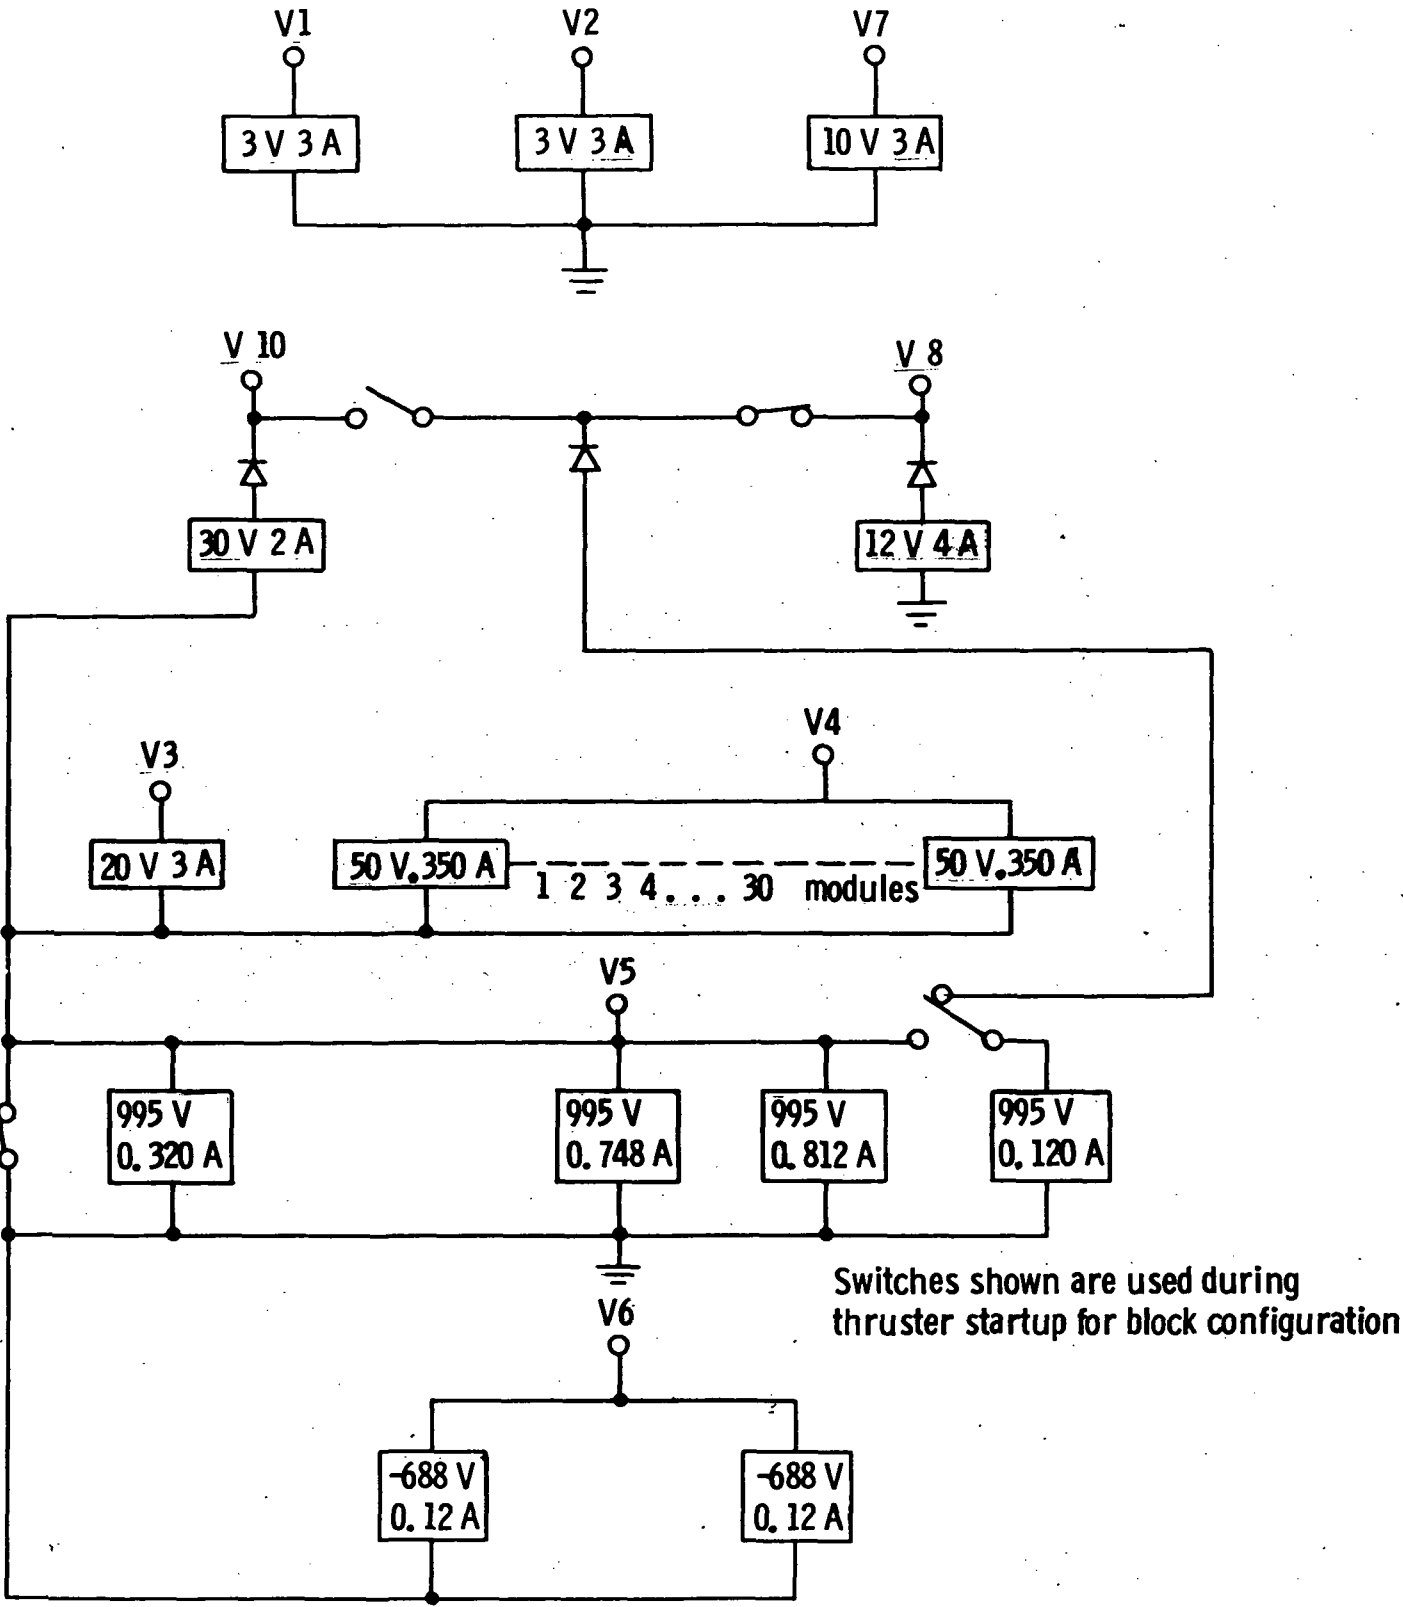 V1
V2
V7
3 V 3 A
3 V 3 A
10 V 3 A
V 10
V 8
30 V 2 A
12 V 4 A
V4
V3
20 V 3 A
50 V.350 A
50 V.350 A
1 2 3 4 . . . 30 modules
V5
995 V
0.320 A
995 V
0.748 A
995 V
0.812 A
995 V
0.120 A
Switches shown are used during
thruster startup for block configuration
V6
-688 V
0.12 A
-688 V
0.12 A